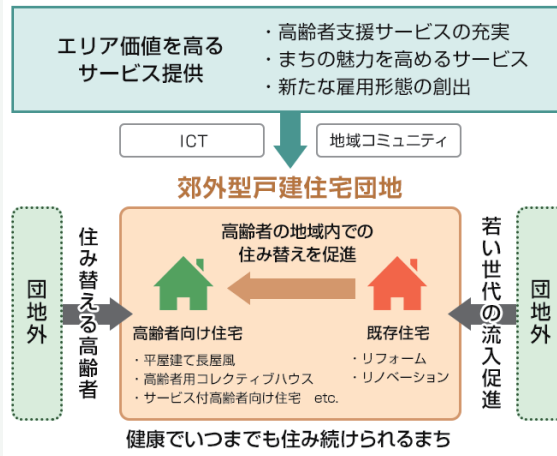 エリア価値を高る
サービス提供
・高齢者支援サービスの充実
・まちの魅力を高めるサービス
・新たな雇用形態の創出
ICT
地域コミュニティ
郊外型戸建住宅団地
団地外
住み替える高齢者
高齢者の地域内での
住み替えを促進
高齢者向け住宅
・平屋建て長屋風
・高齢者用コレクティブハウス
・サービス付高齢者向け住宅 etc.
既存住宅
・リフォーム
・リノベーション
若い世代の流入促進
団地外
健康でいつまでも住み続けられるまち